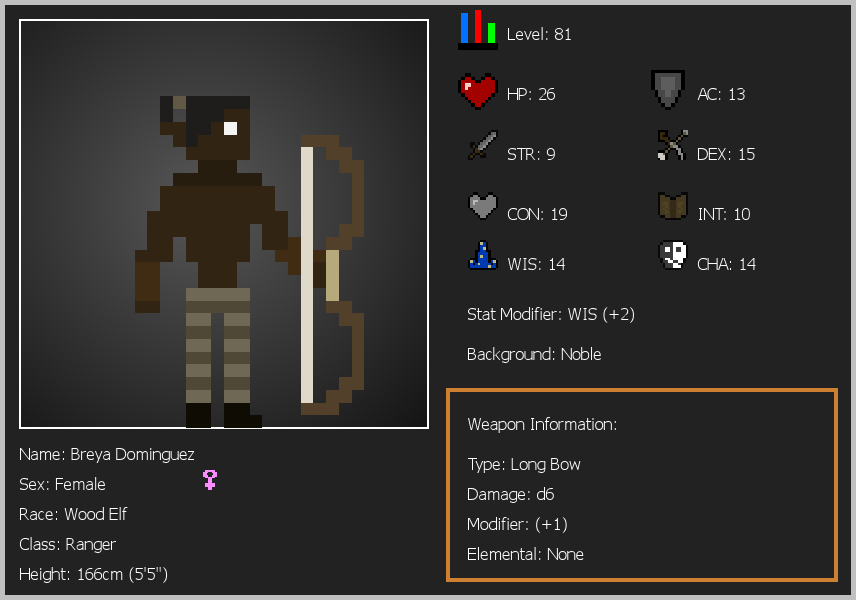 Level: 81
HP: 26
AC: 13
STR: 9
DEX: 15
CON: 19
INT: 10
WIS: 14
CHA: 14
Stat Modifier: WIS (+2)
Background: Noble
Weapon Information:
Type: Long Bow
Damage: d6
Modifier: (+1)
Elemental: None
Name: Breya Dominguez
Sex: Female
Race: Wood Elf
Class: Ranger
Height: 166cm (5'5")